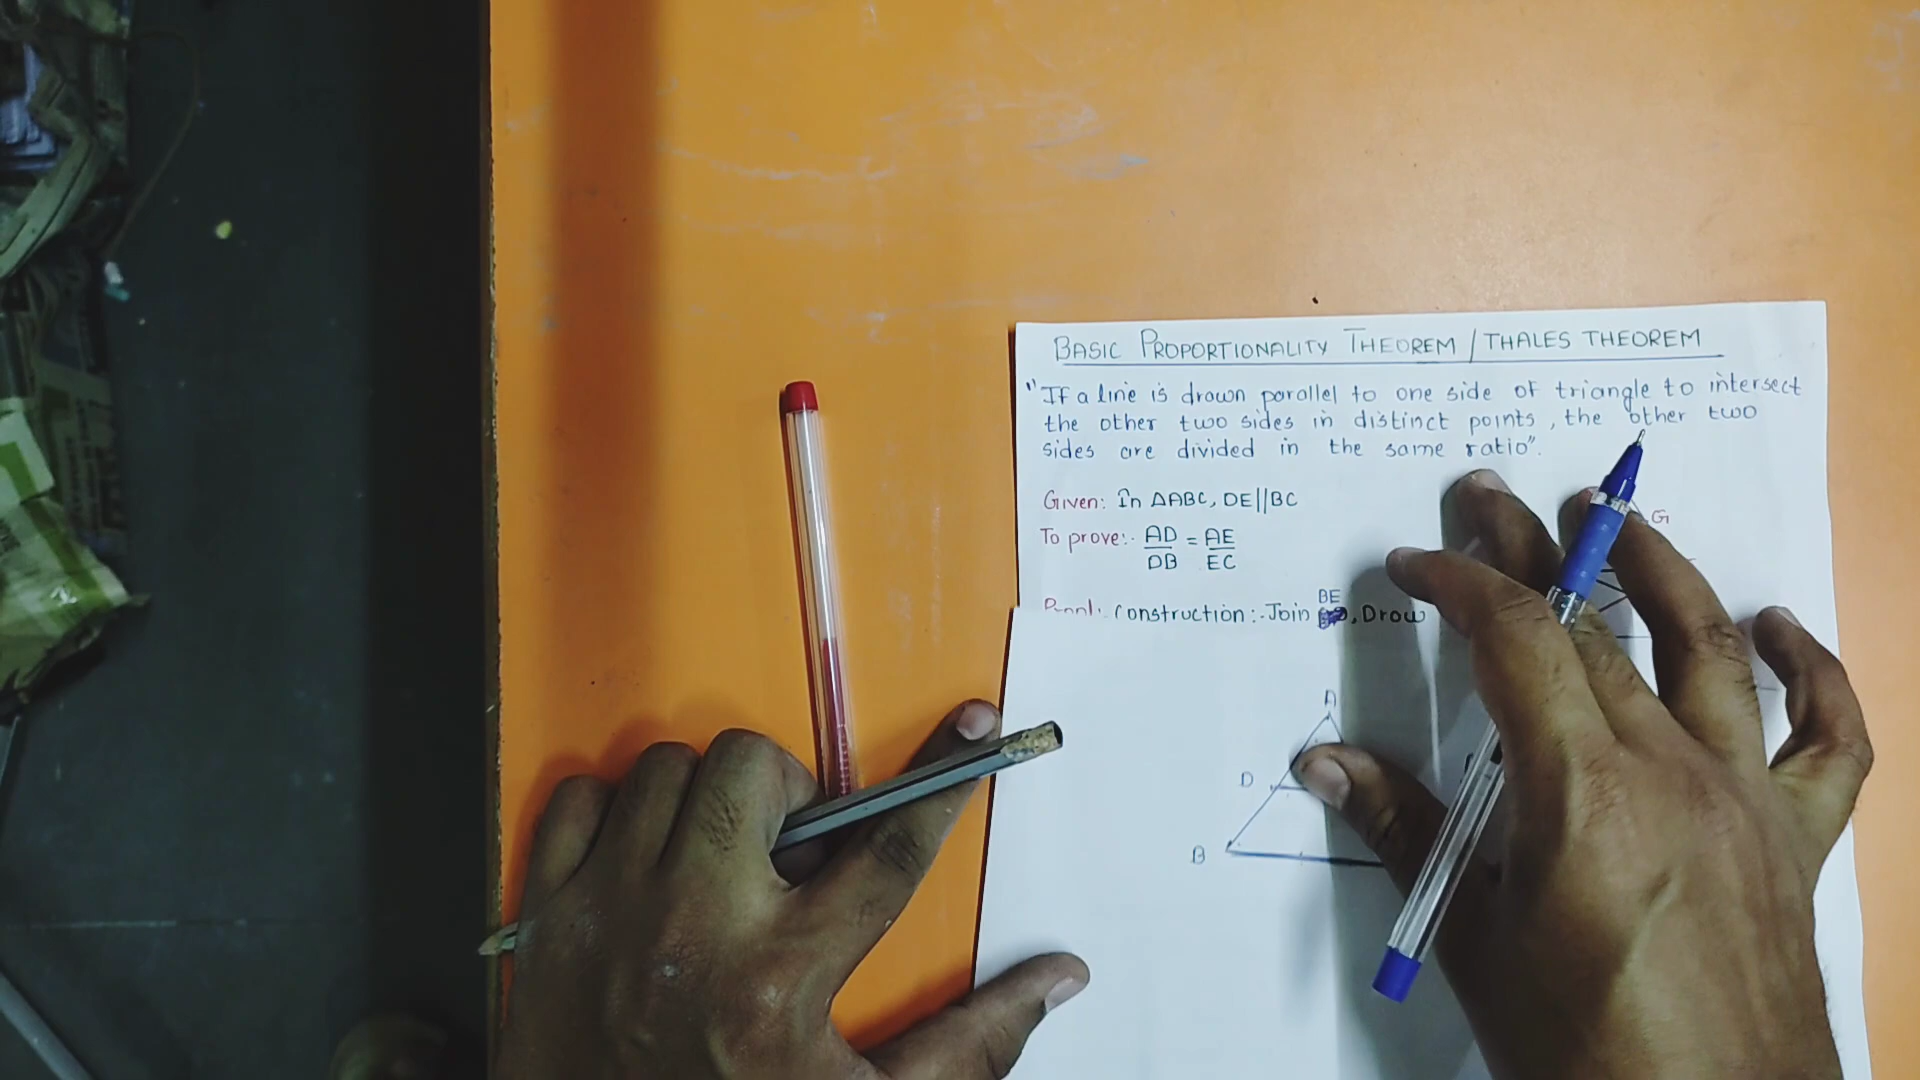 BASIC PROPORTIONALITY THEOREM / THALES THEOREM
"If a line is drawn parallel to one side of triangle to intersect
the other two sides in distinct points, the other two
sides are divided in the same ratio".
Given: In ΔABC, DE||BC
G
To prove:- AD/DB = AE/EC
BE
Construction:- Join , Draw
A
D
B